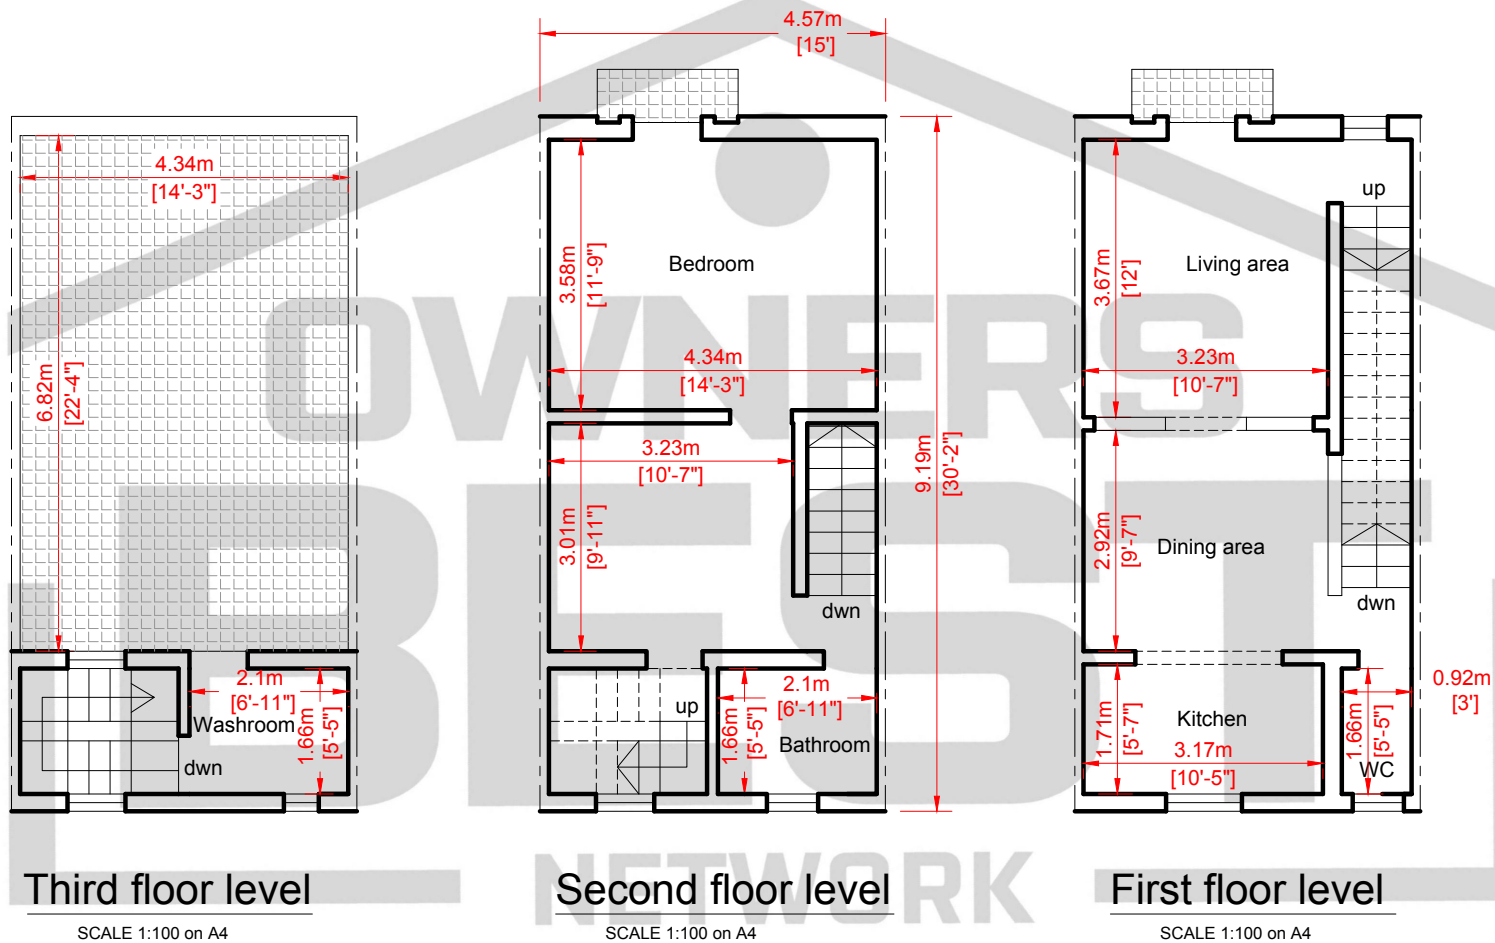 4.57m
[15']
4.34m
[14'-3"]
6.82m
[22'-4"]
2.1m
[6'-11"]
Washroom
1.66m
[5'-5"]
dwn
Third floor level
SCALE 1:100 on A4
Bedroom
3.58m
[11'-9"]
4.34m
[14'-3"]
3.23m
[10'-7"]
3.01m
[9'-11"]
9.19m
[30'-2"]
dwn
up
2.1m
[6'-11"]
1.66m
[5'-5"]
Bathroom
Second floor level
SCALE 1:100 on A4
up
Living area
3.67m
[12']
3.23m
[10'-7"]
Dining area
2.92m
[9'-7"]
dwn
Kitchen
1.71m
[5'-7"]
3.17m
[10'-5"]
0.92m
[3']
1.66m
[5'-5"]
WC
First floor level
SCALE 1:100 on A4
OWNERS
BEST
NETWORK